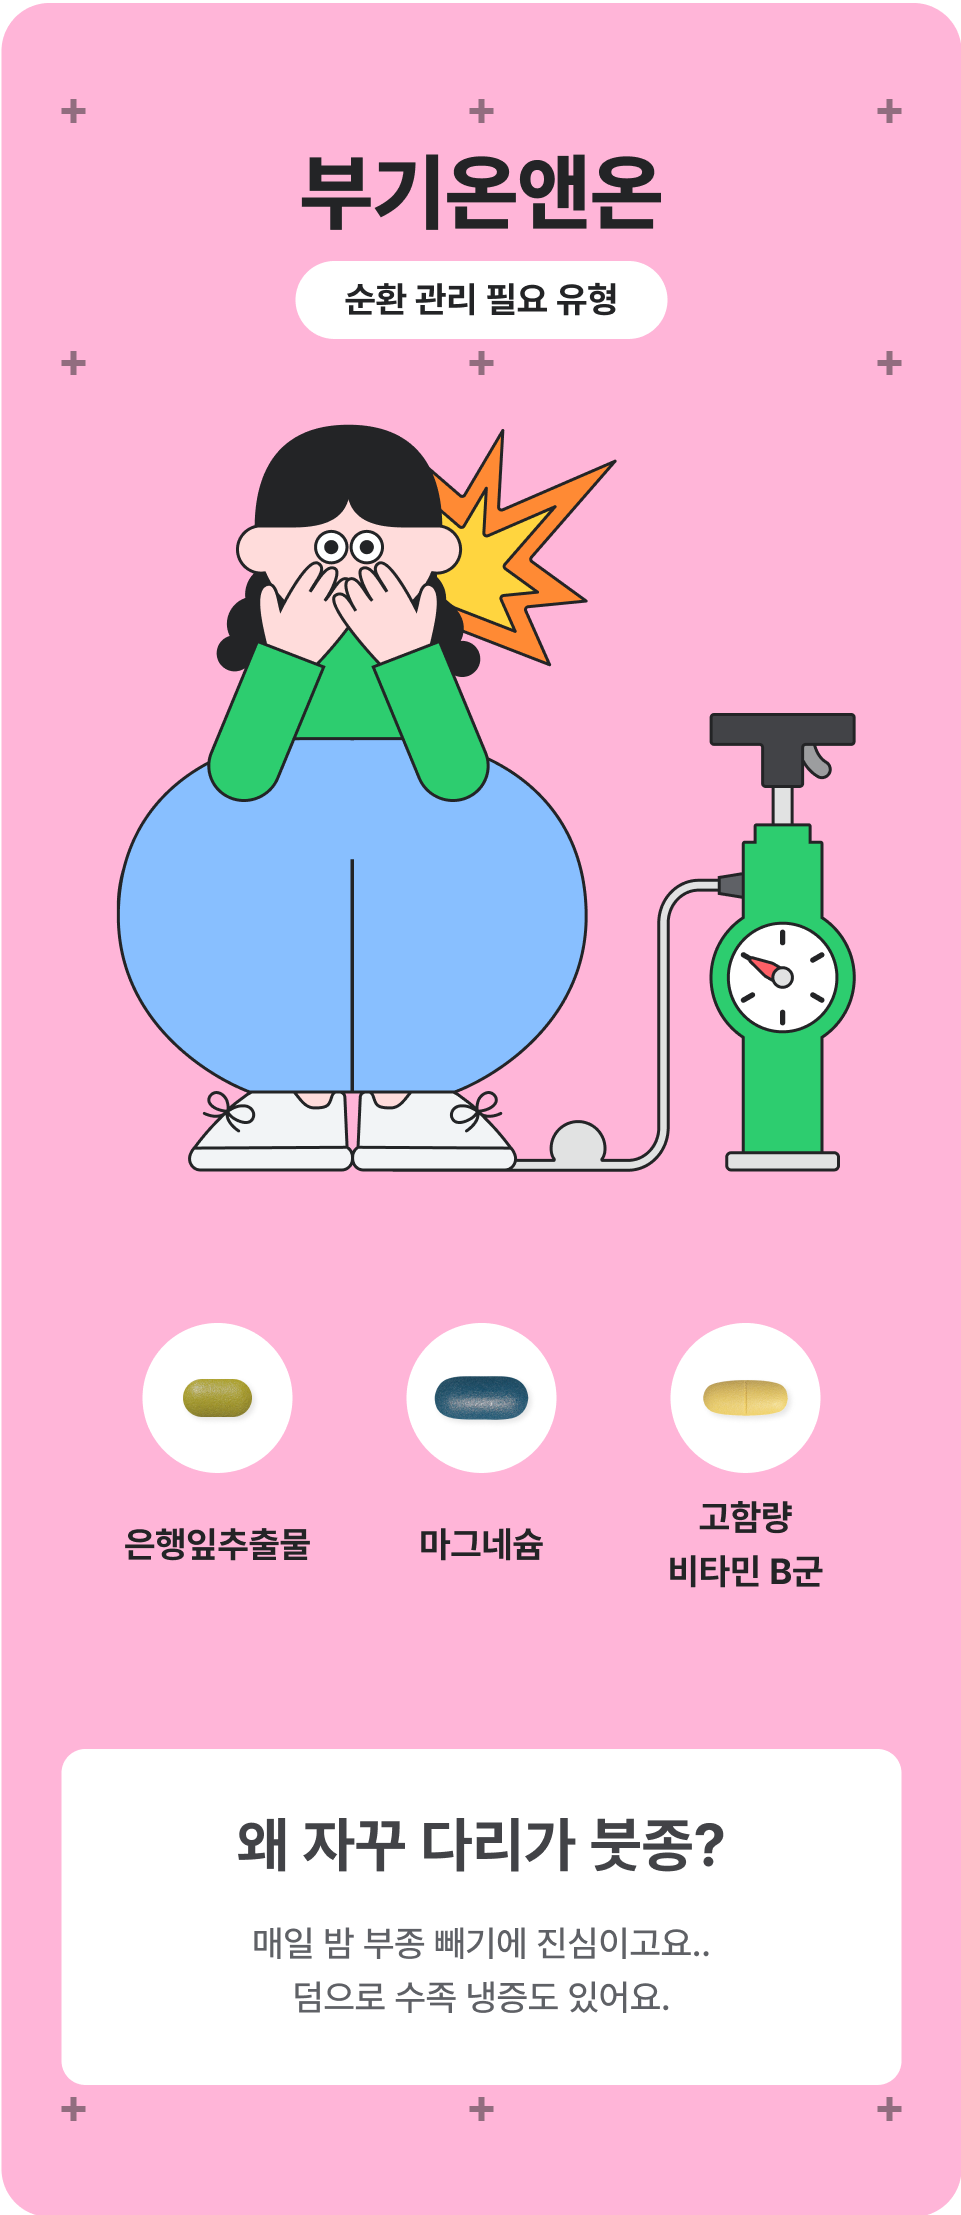 부기온앤온
순환 관리 필요 유형
은행잎추출물
마그네슘
고함량
비타민 B군
왜 자꾸 다리가 붓종?
매일 밤 부종 빼기에 진심이고요..
덤으로 수족 냉증도 있어요.